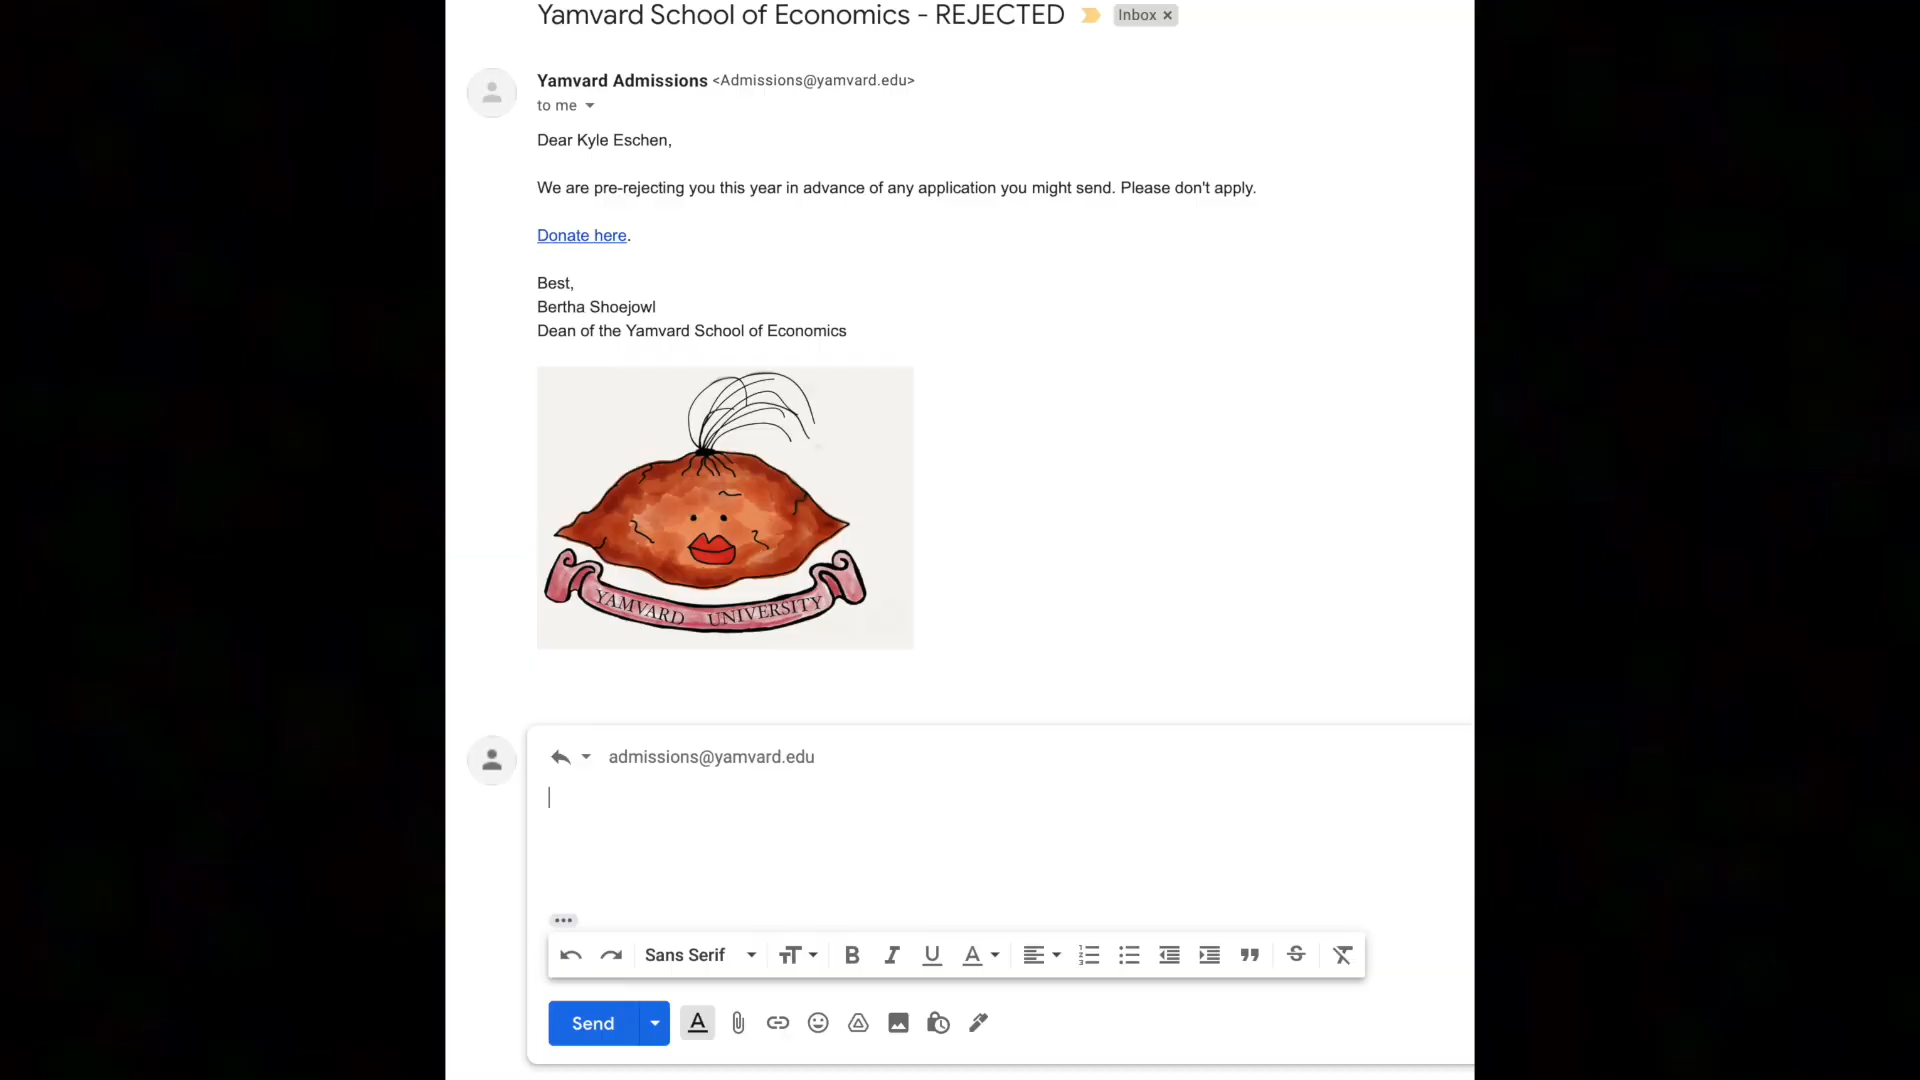 Yamvard School of Economics - REJECTED Inbox ×
Yamvard Admissions <Admissions@yamvard.edu>
to me
Dear Kyle Eschen,
We are pre-rejecting you this year in advance of any application you might send. Please don't apply.
Donate here.
Best,
Bertha Shoejowl
Dean of the Yamvard School of Economics
YAMVARD UNIVERSITY
admissions@yamvard.edu
Sans Serif
Send